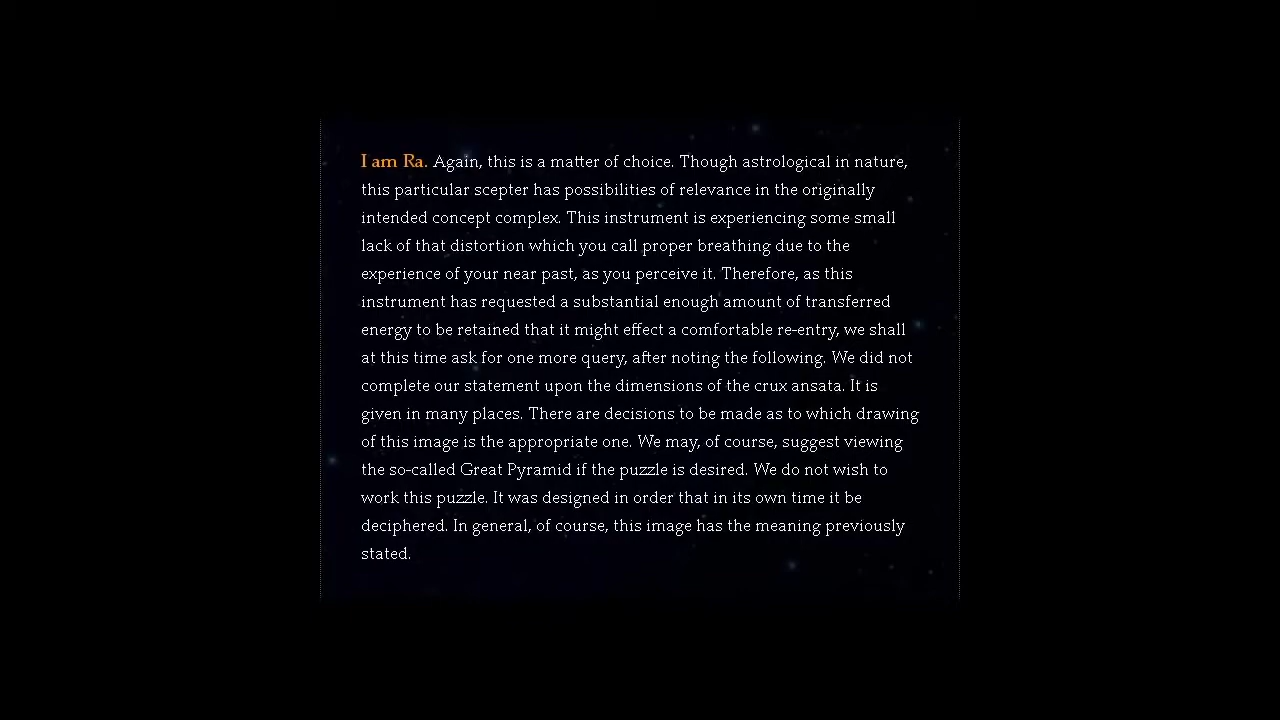 I am Ra. Again, this is a matter of choice. Though astrological in nature,
this particular scepter has possibilities of relevance in the originally
intended concept complex. This instrument is experiencing some small
lack of that distortion which you call proper breathing due to the
experience of your near past, as you perceive it. Therefore, as this
instrument has requested a substantial enough amount of transferred
energy to be retained that it might effect a comfortable re-entry, we shall
at this time ask for one more query, after noting the following. We did not
complete our statement upon the dimensions of the crux ansata. It is
given in many places. There are decisions to be made as to which drawing
of this image is the appropriate one. We may, of course, suggest viewing
the so-called Great Pyramid if the puzzle is desired. We do not wish to
work this puzzle. It was designed in order that in its own time it be
deciphered. In general, of course, this image has the meaning previously
stated.